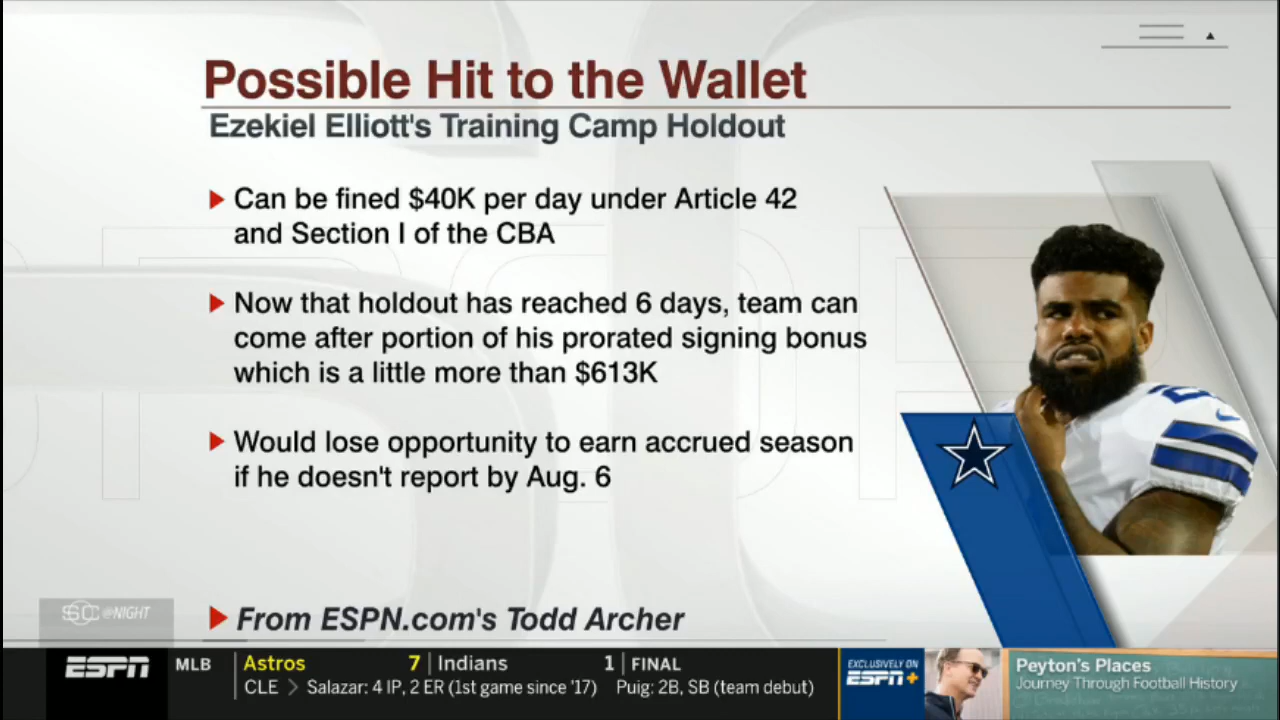 Possible Hit to the Wallet
Ezekiel Elliott's Training Camp Holdout
Can be fined $40K per day under Article 42
and Section I of the CBA
Now that holdout has reached 6 days, team can
come after portion of his prorated signing bonus
which is a little more than $613K
Would lose opportunity to earn accrued season
if he doesn't report by Aug. 6
SC @NIGHT
From ESPN.com's Todd Archer
ESPN MLB Astros 7 Indians 1 FINAL
CLE > Salazar: 4 IP, 2 ER (1st game since '17) Puig: 2B, SB (team debut)
EXCLUSIVELY ON
ESPN+
Peyton's Places
Journey Through Football History